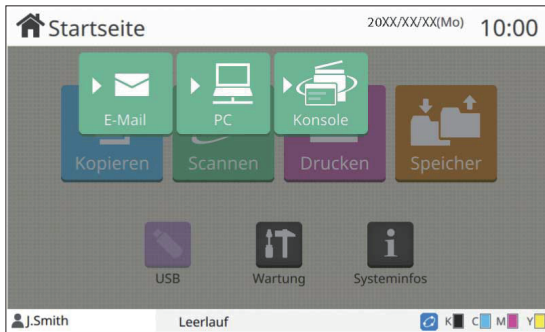 Startseite 20XX/XX/XX(Mo) 10:00
E-Mail PC Konsole
Kopieren Scannen Drucken Speicher
USB Wartung Systeminfos
J.Smith Leerlauf K C M Y